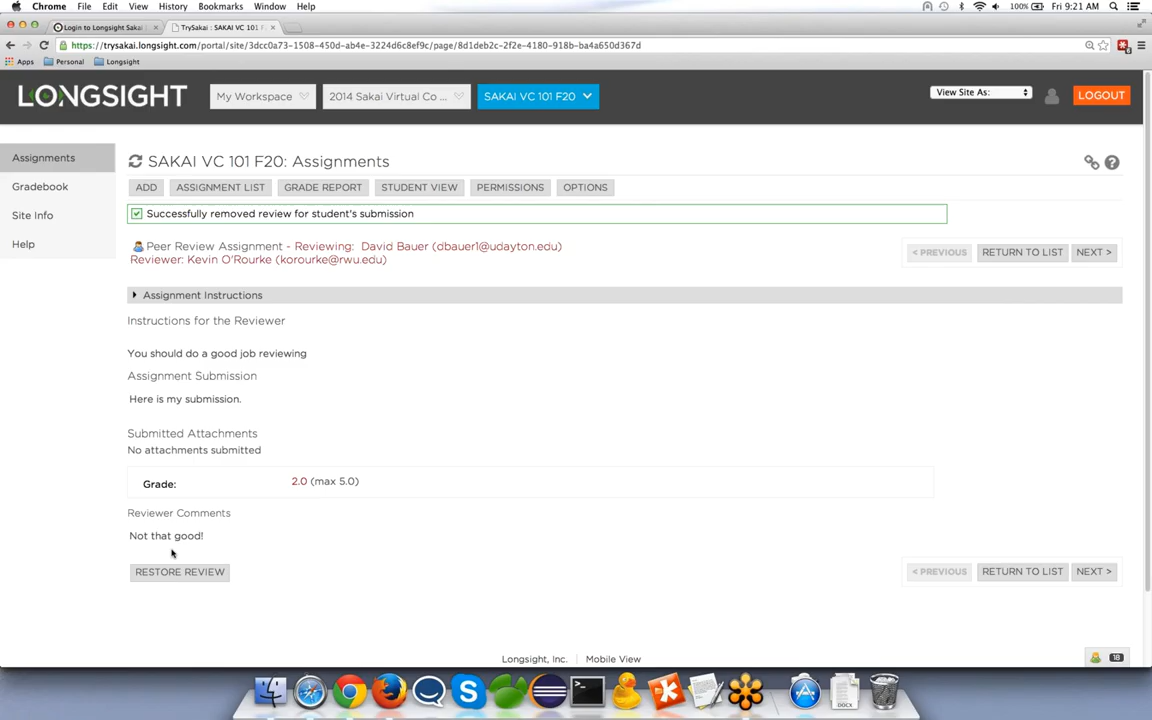 Chrome File Edit View History Bookmarks Window Help 100% Fri 9:21 AM
Login to Longsight Sakai TrySakai : SAKAI VC 101 F
https://trysakai.longsight.com/portal/site/3dcc0a73-1508-450d-ab4e-3224d6c8ef9c/page/8d1deb2c-2f2e-4180-918b-ba4a650d367d
Apps Personal Longsight
LONGSIGHT My Workspace 2014 Sakai Virtual Co ... SAKAI VC 101 F20 View Site As: LOGOUT
Assignments
Gradebook
Site Info
Help
SAKAI VC 101 F20: Assignments
ADD ASSIGNMENT LIST GRADE REPORT STUDENT VIEW PERMISSIONS OPTIONS
Successfully removed review for student's submission
Peer Review Assignment - Reviewing: David Bauer (dbauer1@udayton.edu)
Reviewer: Kevin O'Rourke (korourke@rwu.edu)
< PREVIOUS RETURN TO LIST NEXT >
Assignment Instructions
Instructions for the Reviewer
You should do a good job reviewing
Assignment Submission
Here is my submission.
Submitted Attachments
No attachments submitted
Grade: 2.0 (max 5.0)
Reviewer Comments
Not that good!
RESTORE REVIEW < PREVIOUS RETURN TO LIST NEXT >
Longsight, Inc. | Mobile View
18
DOCX